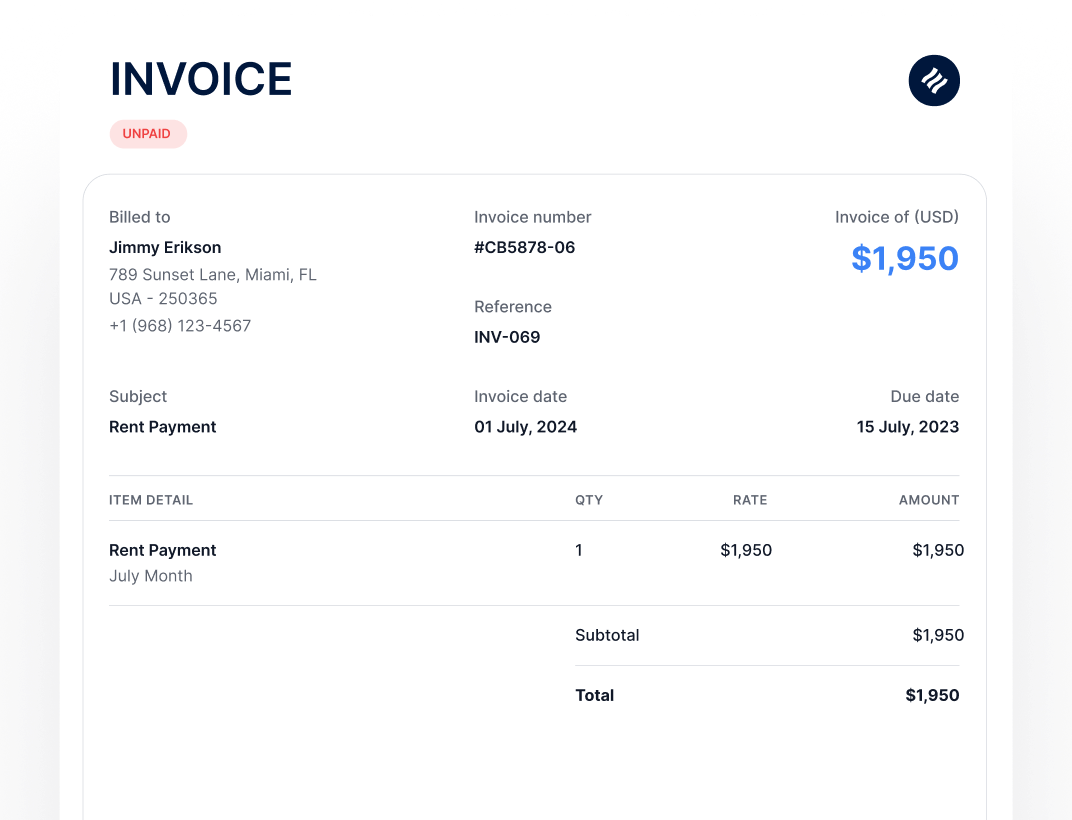 INVOICE
UNPAID
Billed to
Jimmy Erikson
789 Sunset Lane, Miami, FL
USA - 250365
+1 (968) 123-4567
Invoice number
#CB5878-06
Reference
INV-069
Invoice of (USD)
$1,950
Subject
Rent Payment
Invoice date
01 July, 2024
Due date
15 July, 2023
ITEM DETAIL QTY RATE AMOUNT
Rent Payment 1 $1,950 $1,950
July Month
Subtotal $1,950
Total $1,950